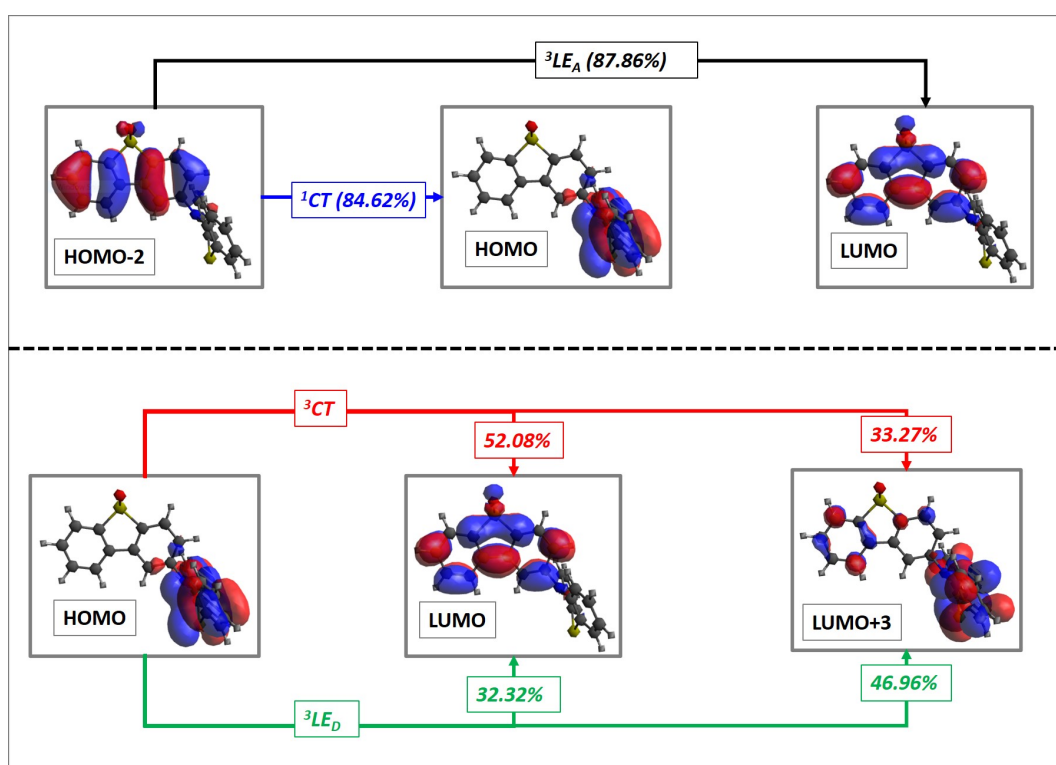 ³LE_A (87.86%)
¹CT (84.62%)
HOMO-2
HOMO
LUMO
³CT
52.08%
33.27%
HOMO
LUMO
LUMO+3
32.32%
46.96%
³LE_D